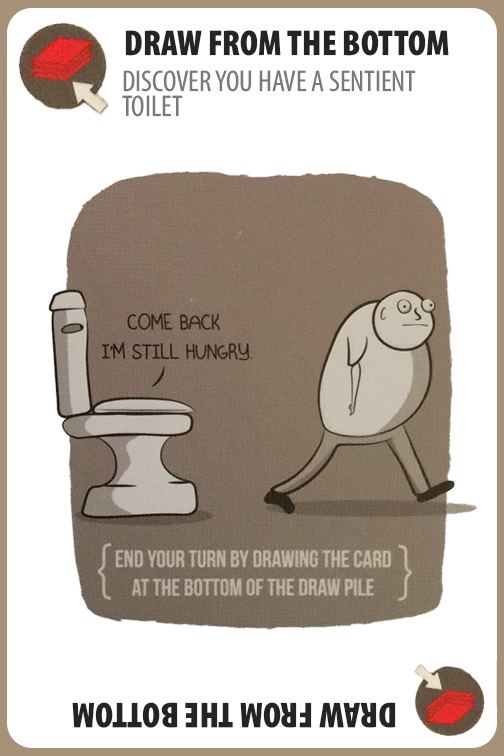 DRAW FROM THE BOTTOM
DISCOVER YOU HAVE A SENTIENT
TOILET
COME BACK
I'M STILL HUNGRY.
END YOUR TURN BY DRAWING THE CARD
AT THE BOTTOM OF THE DRAW PILE
DRAW FROM THE BOTTOM